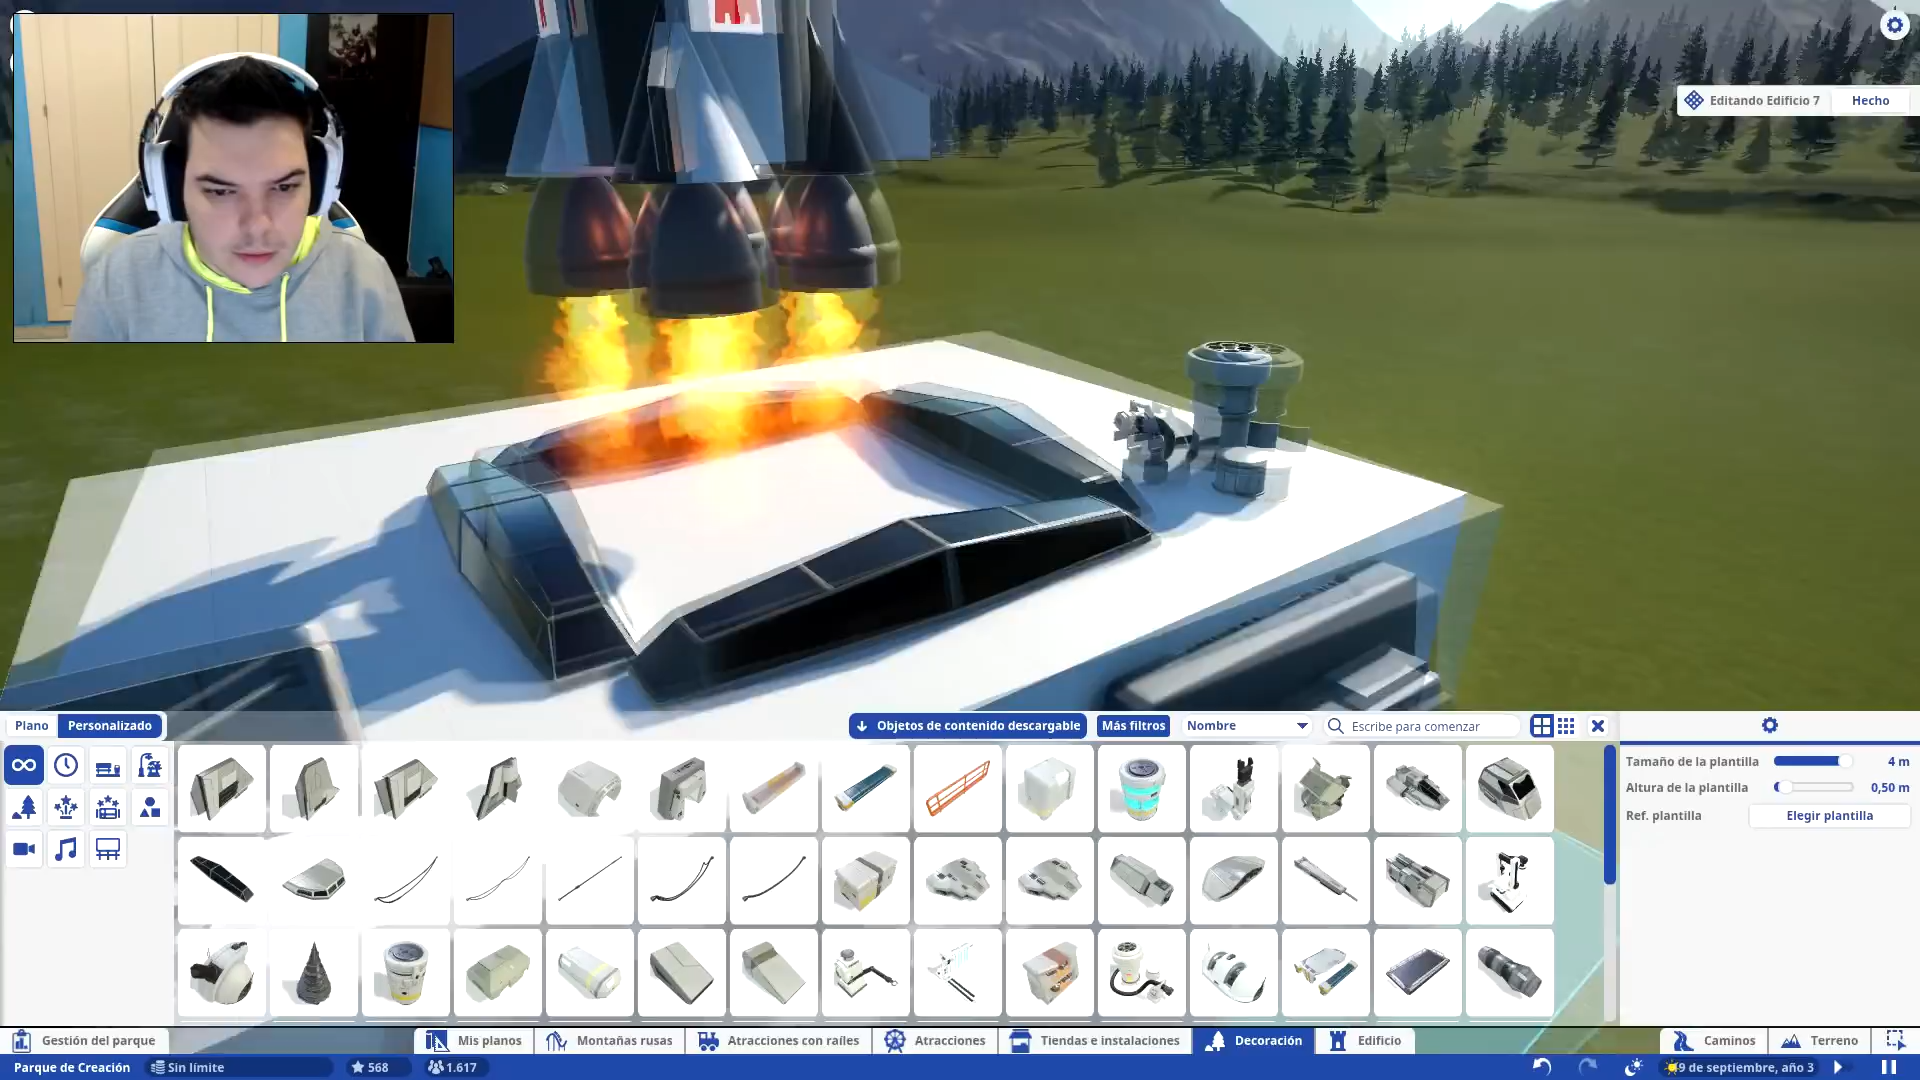 Editando Edificio 7
Hecho
Plano
Personalizado
Objetos de contenido descargable
Más filtros
Nombre
Escribe para comenzar
Tamaño de la plantilla
4 m
Altura de la plantilla
0,50 m
Ref. plantilla
Elegir plantilla
Gestión del parque
Mis planos
Montañas rusas
Atracciones con raíles
Atracciones
Tiendas e instalaciones
Decoración
Edificio
Caminos
Terreno
Parque de Creación
Sin límite
568
1.617
9 de septiembre, año 3